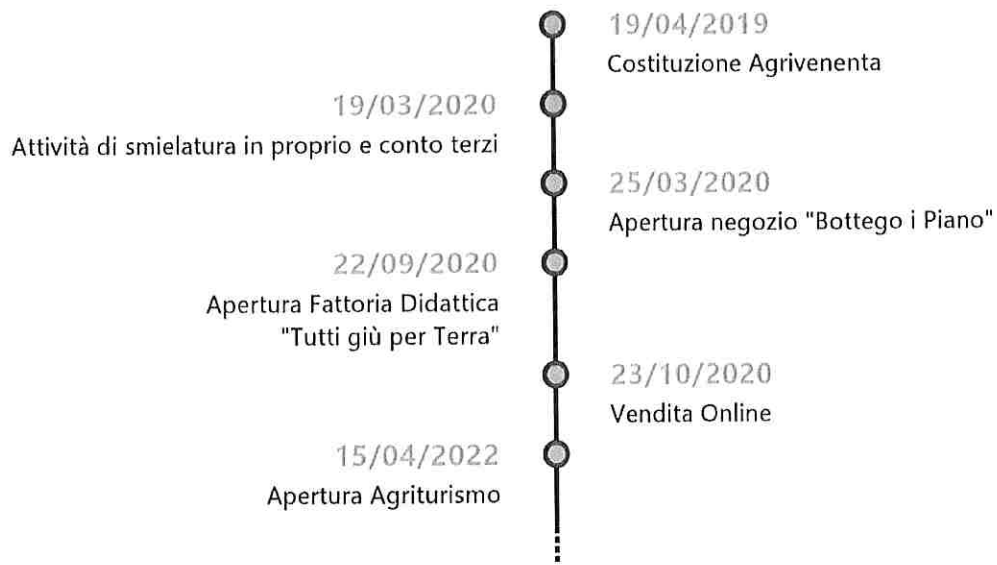 19/04/2019
Costituzione Agrivenenta
19/03/2020
Attività di smielatura in proprio e conto terzi
25/03/2020
Apertura negozio "Bottego i Piano"
22/09/2020
Apertura Fattoria Didattica
"Tutti giù per Terra"
23/10/2020
Vendita Online
15/04/2022
Apertura Agriturismo